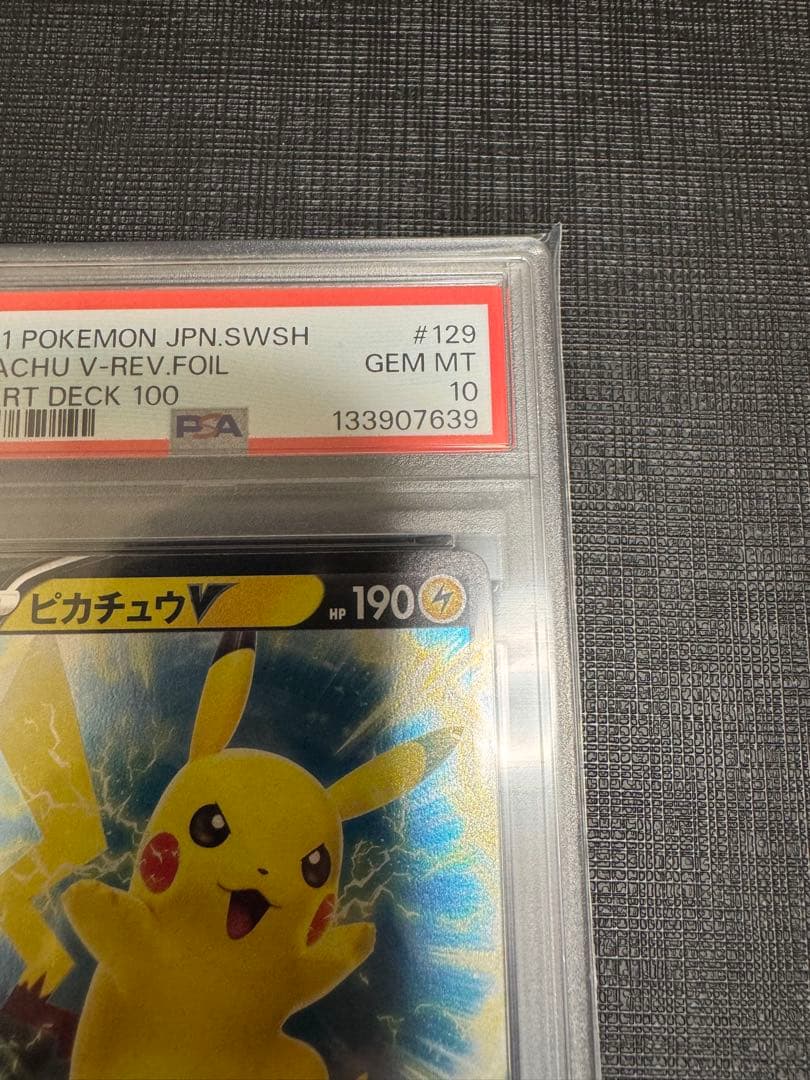 1 POKEMON JPN.SWSH #129
ACHU V-REV.FOIL GEM MT
ART DECK 100 10
PSA 133907639
ピカチュウV HP 190